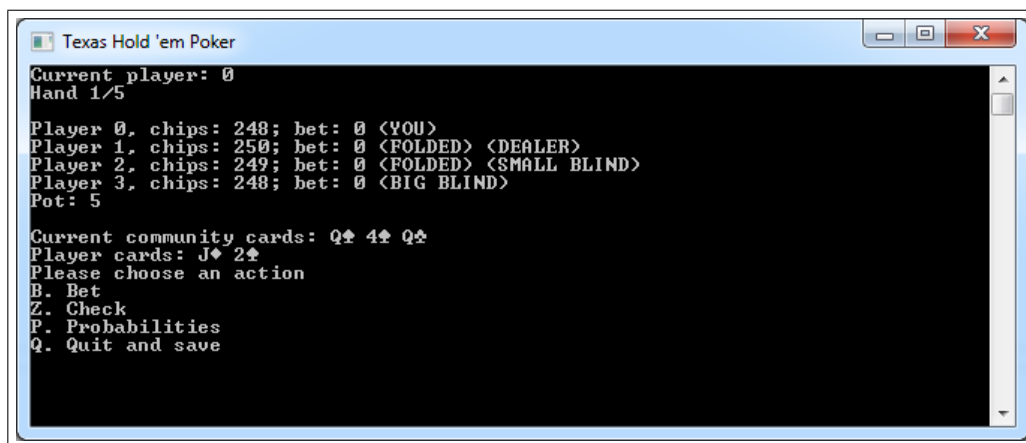 Texas Hold 'em Poker
Current player: 0
Hand 1/5
Player 0, chips: 248; bet: 0 (YOU)
Player 1, chips: 250; bet: 0 (FOLDED) (DEALER)
Player 2, chips: 249; bet: 0 (FOLDED) (SMALL BLIND)
Player 3, chips: 248; bet: 0 (BIG BLIND)
Pot: 5
Current community cards: Q♠ 4♠ Q♣
Player cards: J♦ 2♠
Please choose an action
B. Bet
Z. Check
P. Probabilities
Q. Quit and save